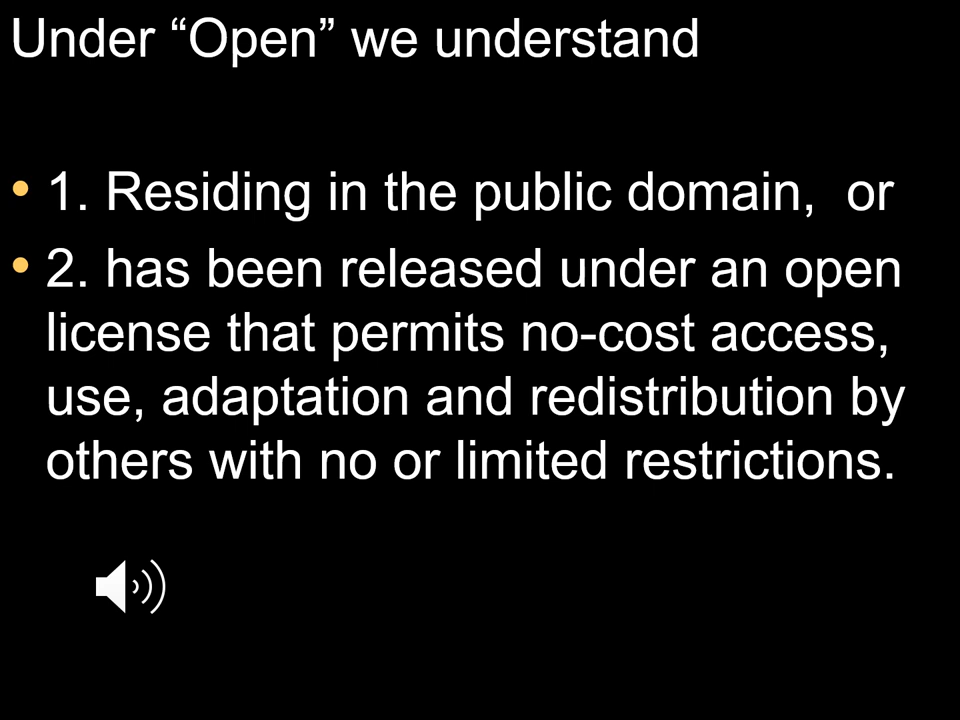 Under “Open” we understand
• 1. Residing in the public domain, or
• 2. has been released under an open
license that permits no-cost access,
use, adaptation and redistribution by
others with no or limited restrictions.